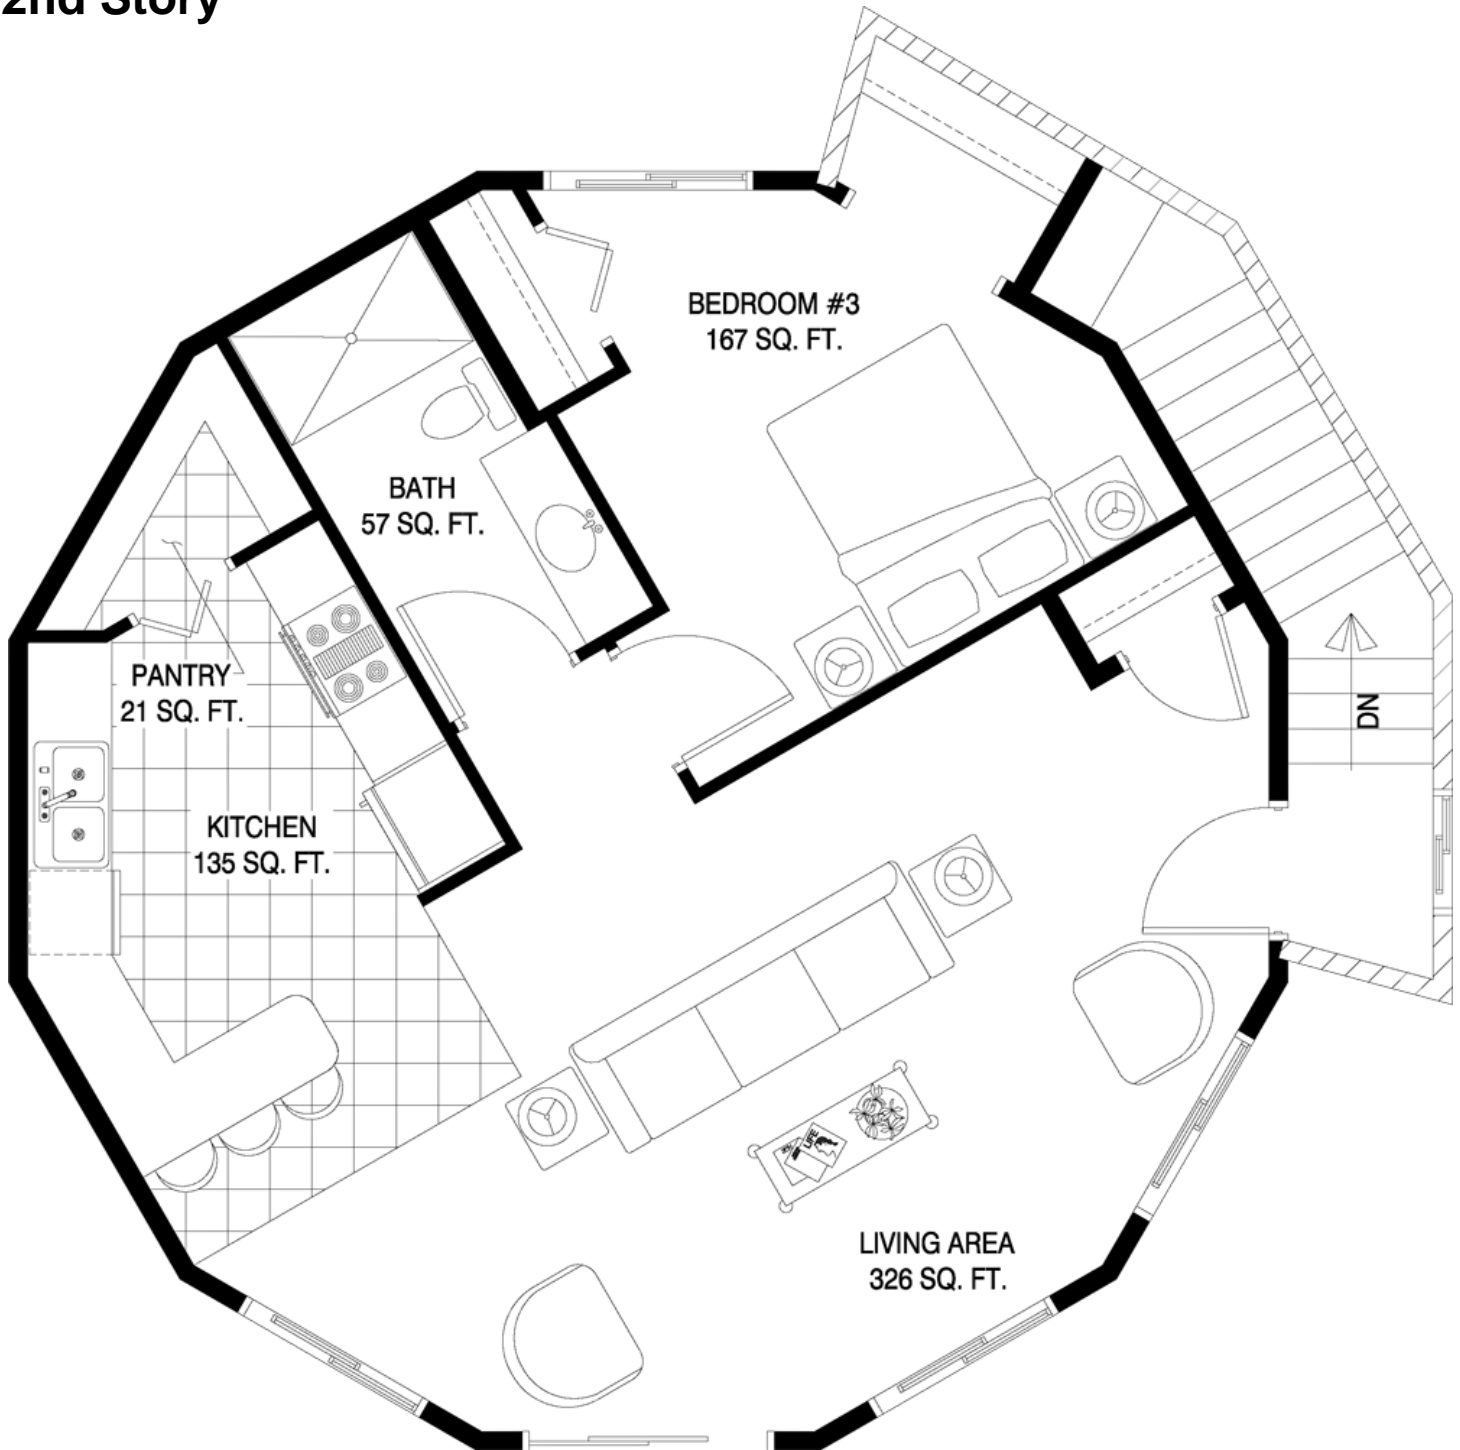 2nd Story
BEDROOM #3
167 SQ. FT.
BATH
57 SQ. FT.
PANTRY
21 SQ. FT.
DN
KITCHEN
135 SQ. FT.
LIFE
LIVING AREA
326 SQ. FT.